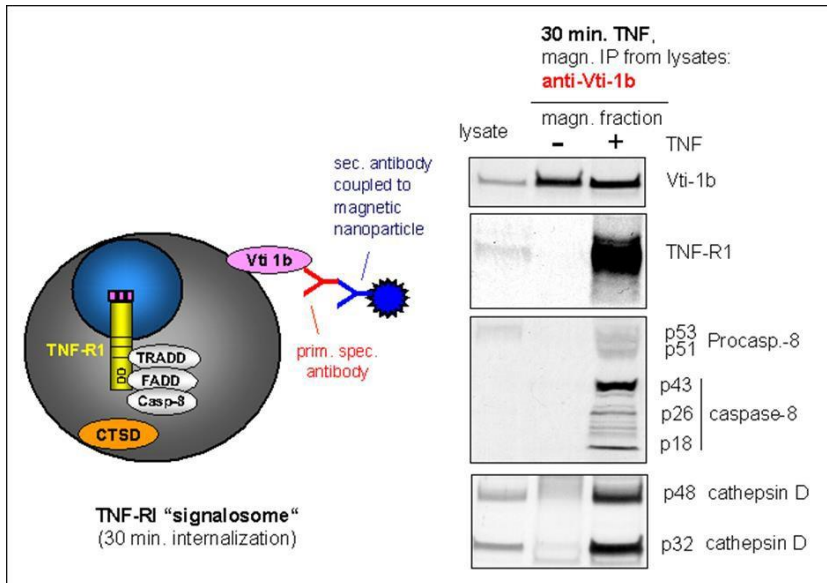 30 min. TNF,
magn. IP from lysates:
anti-Vti-1b
lysate
magn. fraction
- + TNF
Vti-1b
TNF-R1
p53
p51
Procasp.-8
p43
p26
p18
caspase-8
p48 cathepsin D
p32 cathepsin D
sec. antibody
coupled to
magnetic
nanoparticle
Vti 1b
prim. spec.
antibody
TNF-R1
TRADD
DD
FADD
Casp-8
CTSD
TNF-RI "signalosome"
(30 min. internalization)